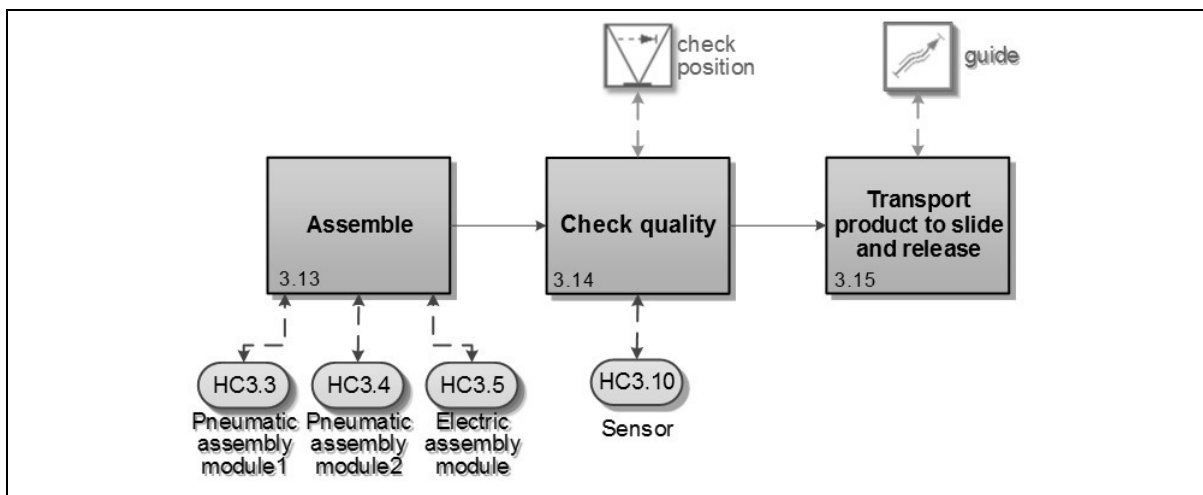 check
position
guide
Assemble
3.13
Check quality
3.14
Transport
product to slide
and release
3.15
HC3.3
Pneumatic
assembly
module1
HC3.4
Pneumatic
assembly
module2
HC3.5
Electric
assembly
module
HC3.10
Sensor